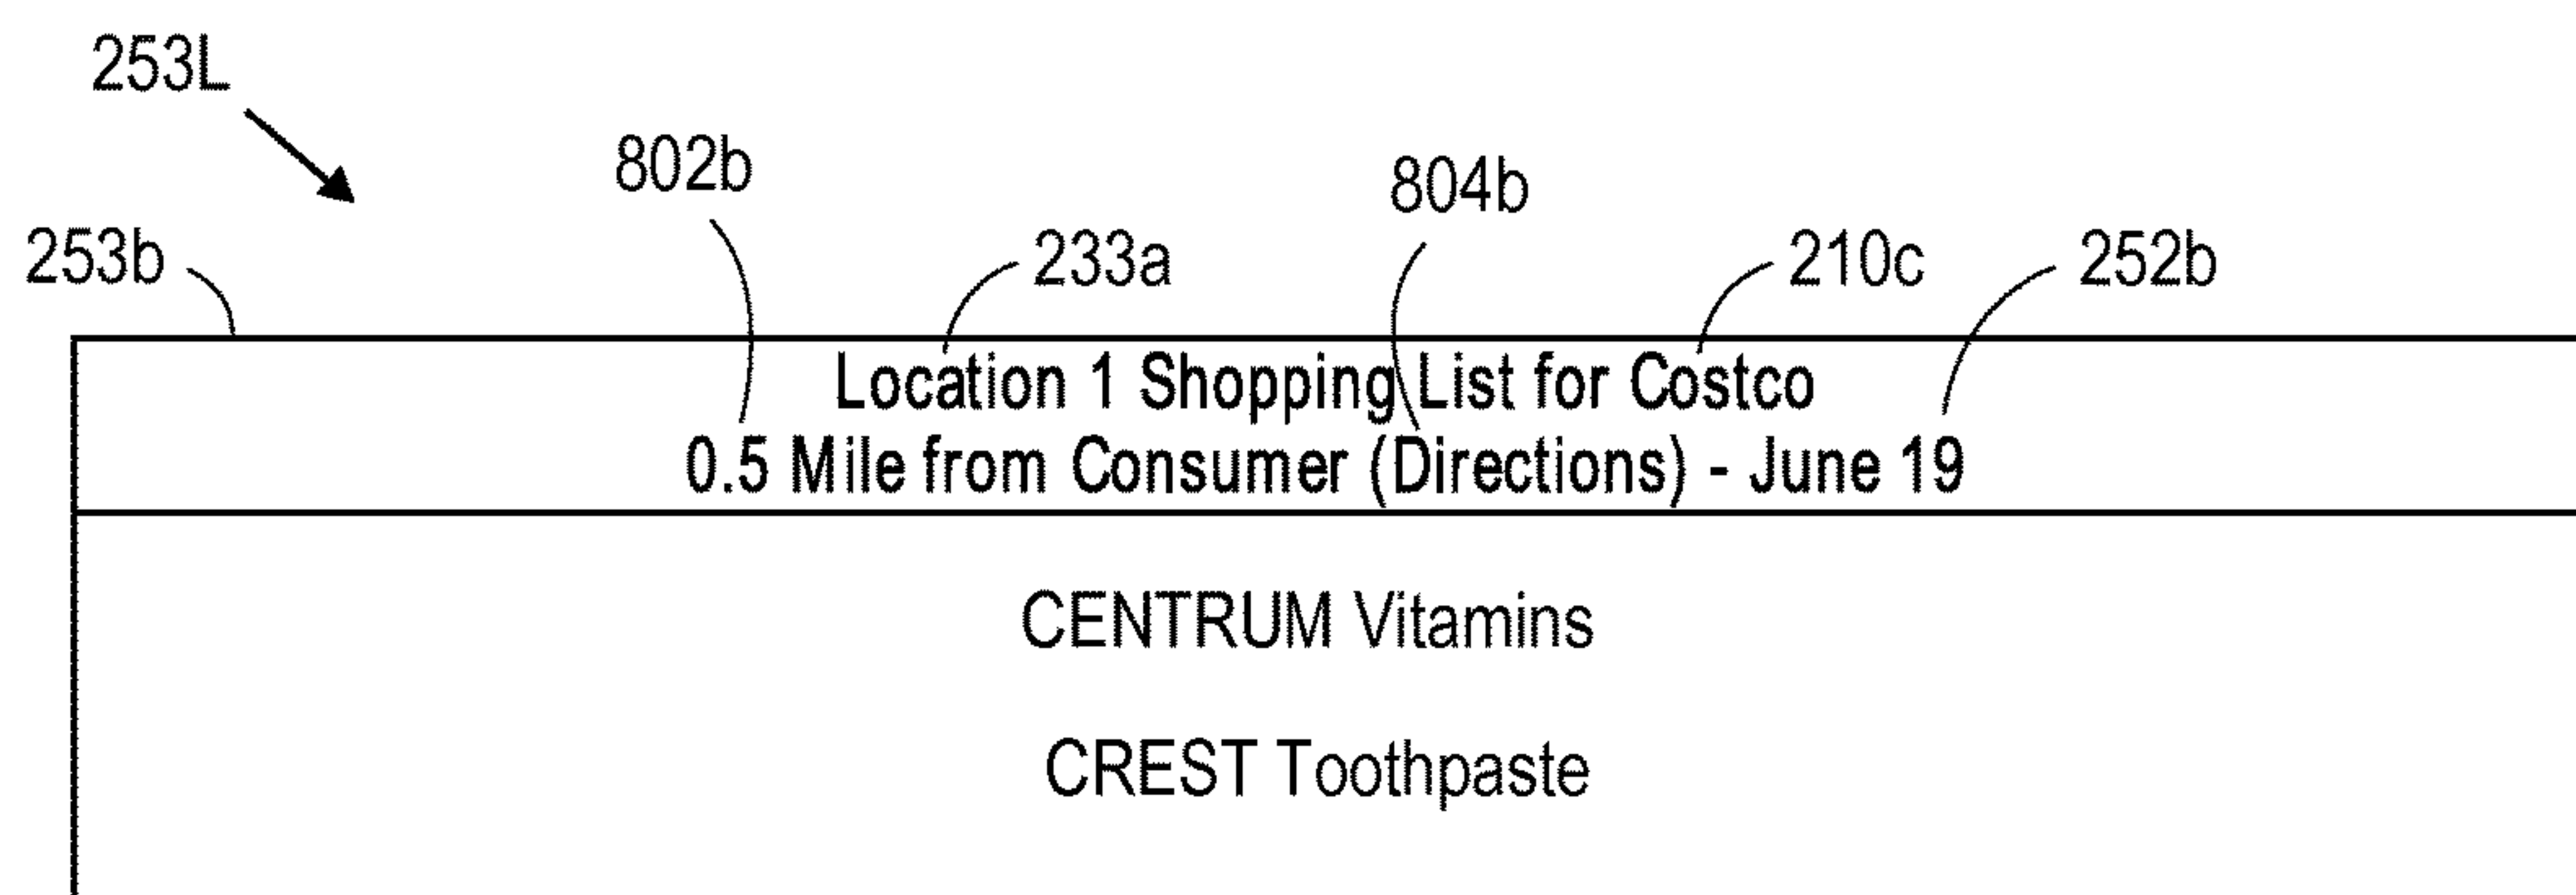 253L
802b
804b
253b
233a
210c
252b
Location 1 Shopping List for Costco
0.5 Mile from Consumer (Directions) - June 19
CENTRUM Vitamins
CREST Toothpaste